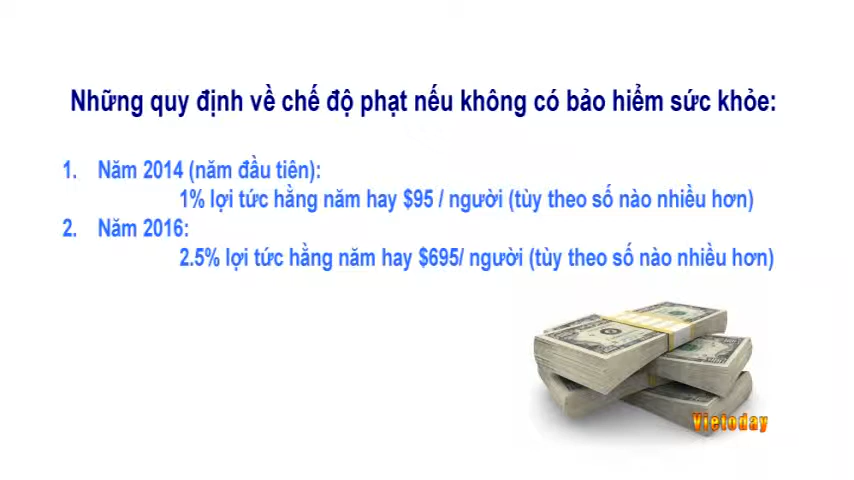 Những quy định về chế độ phạt nếu không có bảo hiểm sức khỏe:
1. Năm 2014 (năm đầu tiên):
1% lợi tức hằng năm hay $95 / người (tùy theo số nào nhiều hơn)
2. Năm 2016:
2.5% lợi tức hằng năm hay $695/ người (tùy theo số nào nhiều hơn)
Vietoday